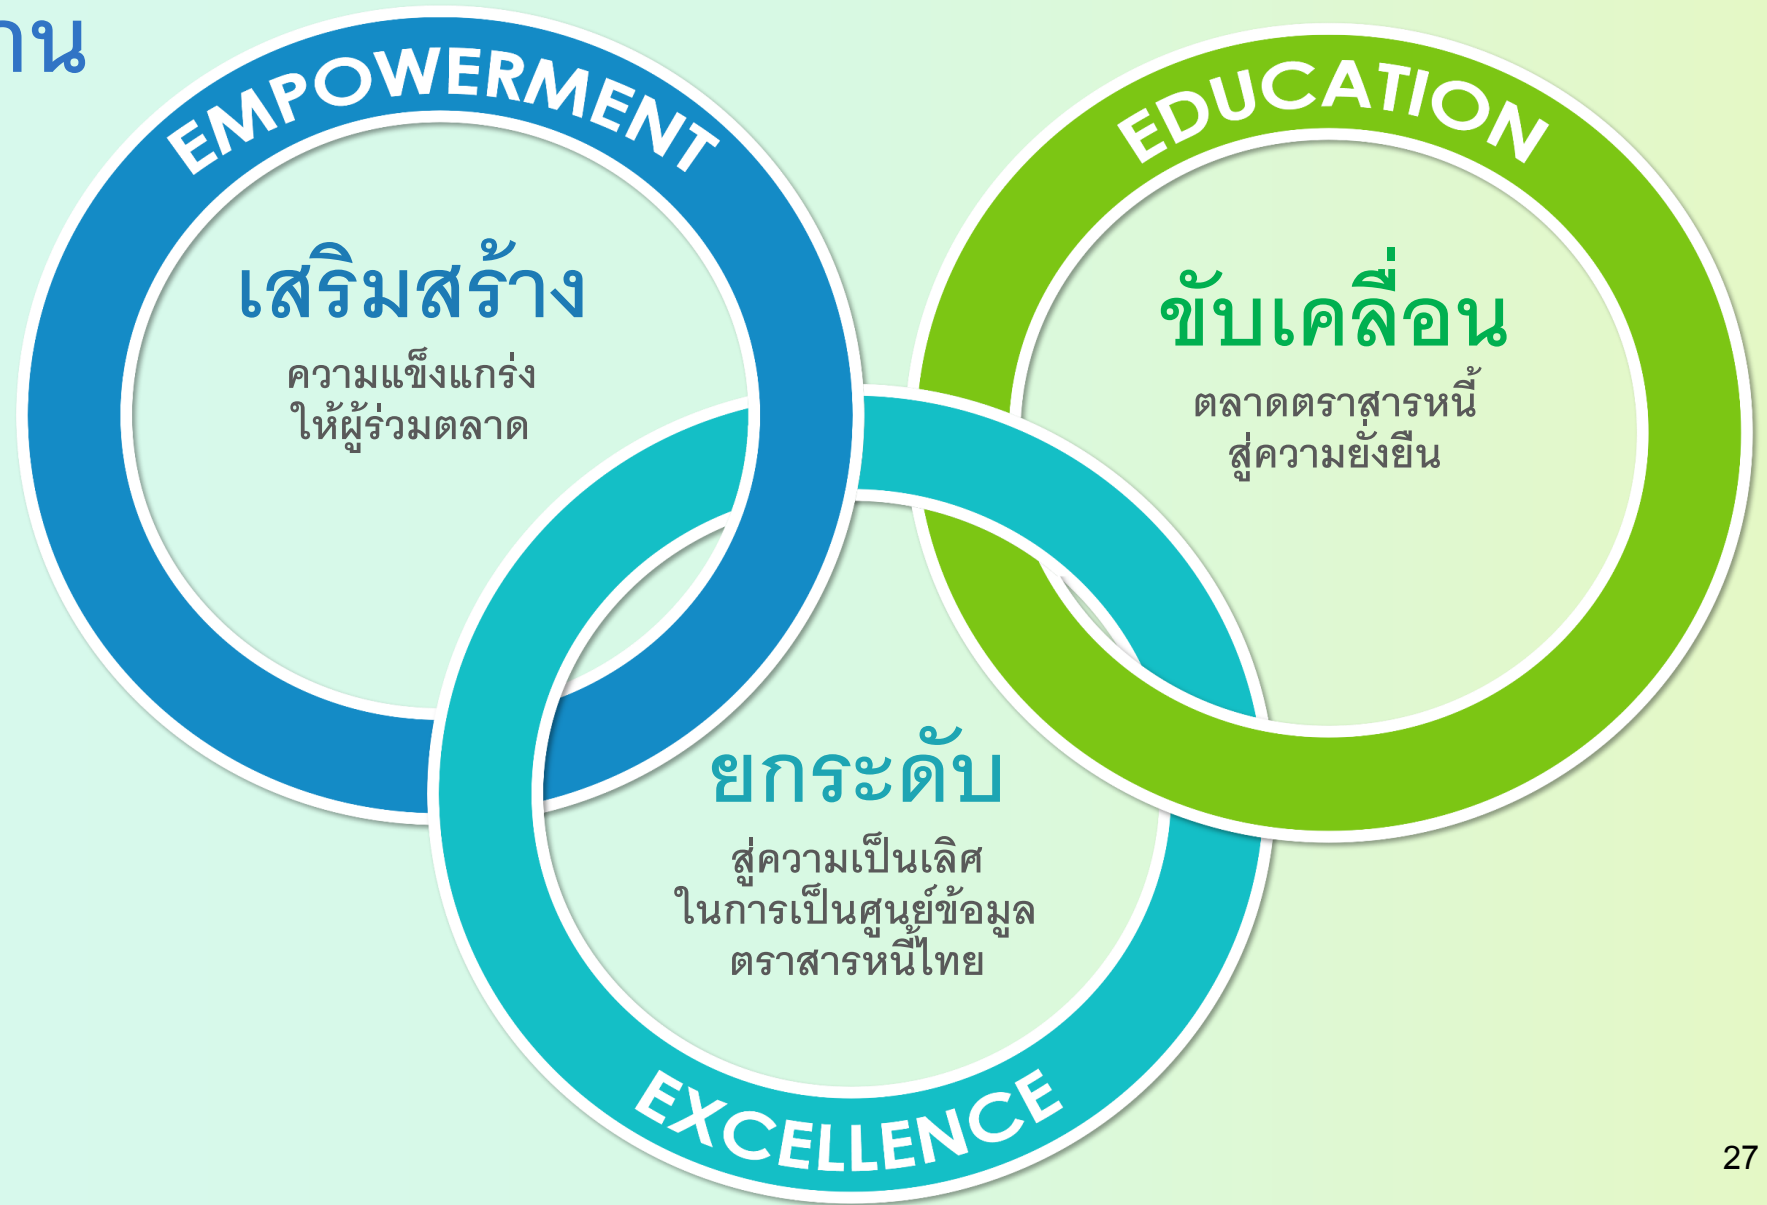 าน
EMPOWERMENT
เสริมสร้าง
ความแข็งแกร่ง
ให้ผู้ร่วมตลาด
EDUCATION
ขับเคลื่อน
ตลาดตราสารหนี้
สู่ความยั่งยืน
ยกระดับ
สู่ความเป็นเลิศ
ในการเป็นศูนย์ข้อมูล
ตราสารหนี้ไทย
EXCELLENCE
27